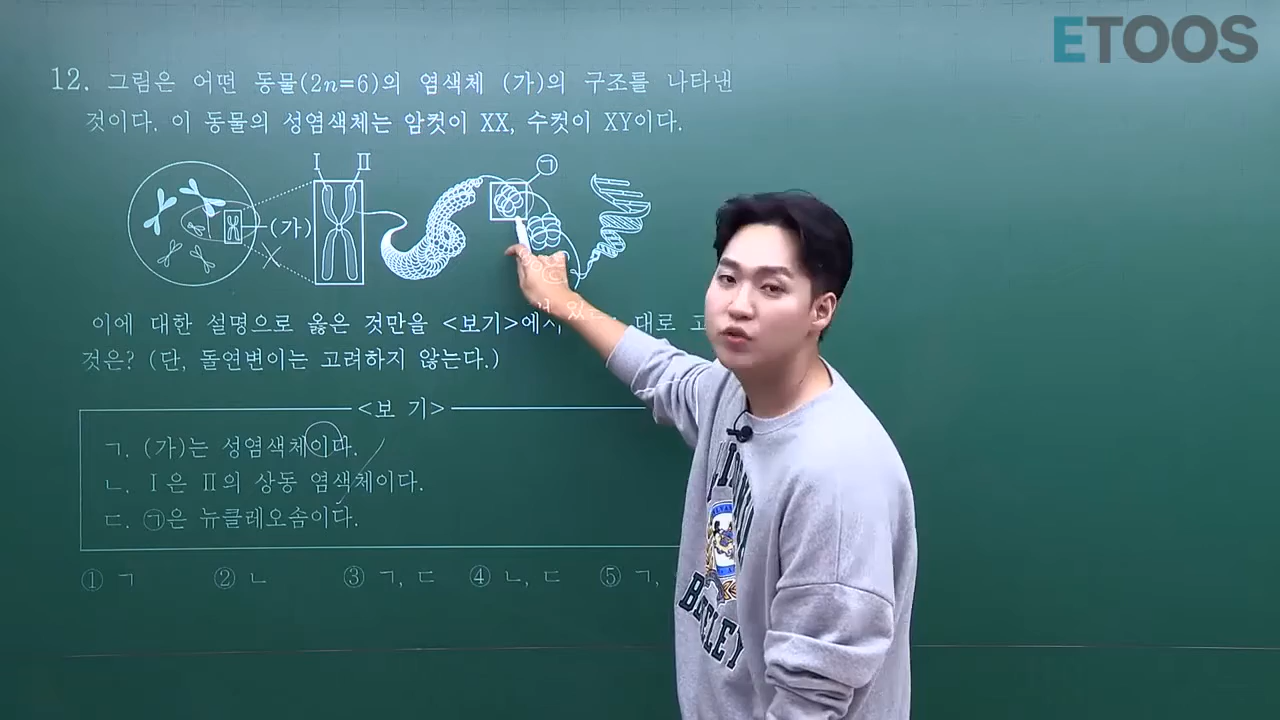 ETOOS
12. 그림은 어떤 동물(2n=6)의 염색체 (가)의 구조를 나타낸
것이다. 이 동물의 성염색체는 암컷이 XX, 수컷이 XY이다.
Ⅰ Ⅱ ㉠
(가)
X
이에 대한 설명으로 옳은 것만을 <보기>에서 있는 대로 고
것은? (단, 돌연변이는 고려하지 않는다.)
<보 기>
ㄱ. (가)는 성염색체이다.
ㄴ. Ⅰ은 Ⅱ의 상동 염색체이다.
ㄷ. ㉠은 뉴클레오솜이다.
① ㄱ ② ㄴ ③ ㄱ, ㄷ ④ ㄴ, ㄷ ⑤ ㄱ,